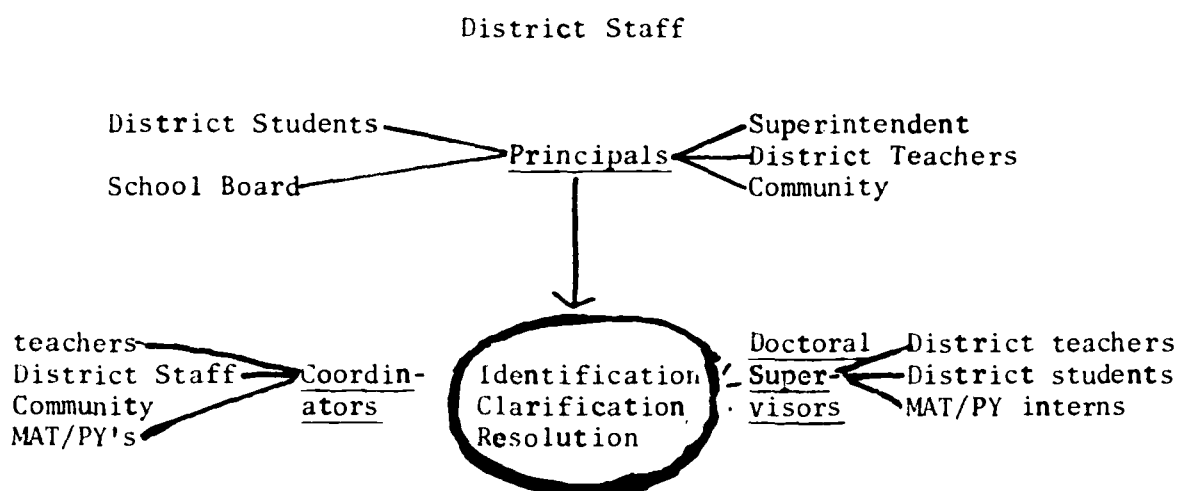 District Staff
District Students
School Board
Principals
Superintendent
District Teachers
Community
teachers
District Staff
Community
MAT/PY's
Coordin-
ators
Identification
Clarification
Resolution
Doctoral
Super-
visors
District teachers
District students
MAT/PY interns